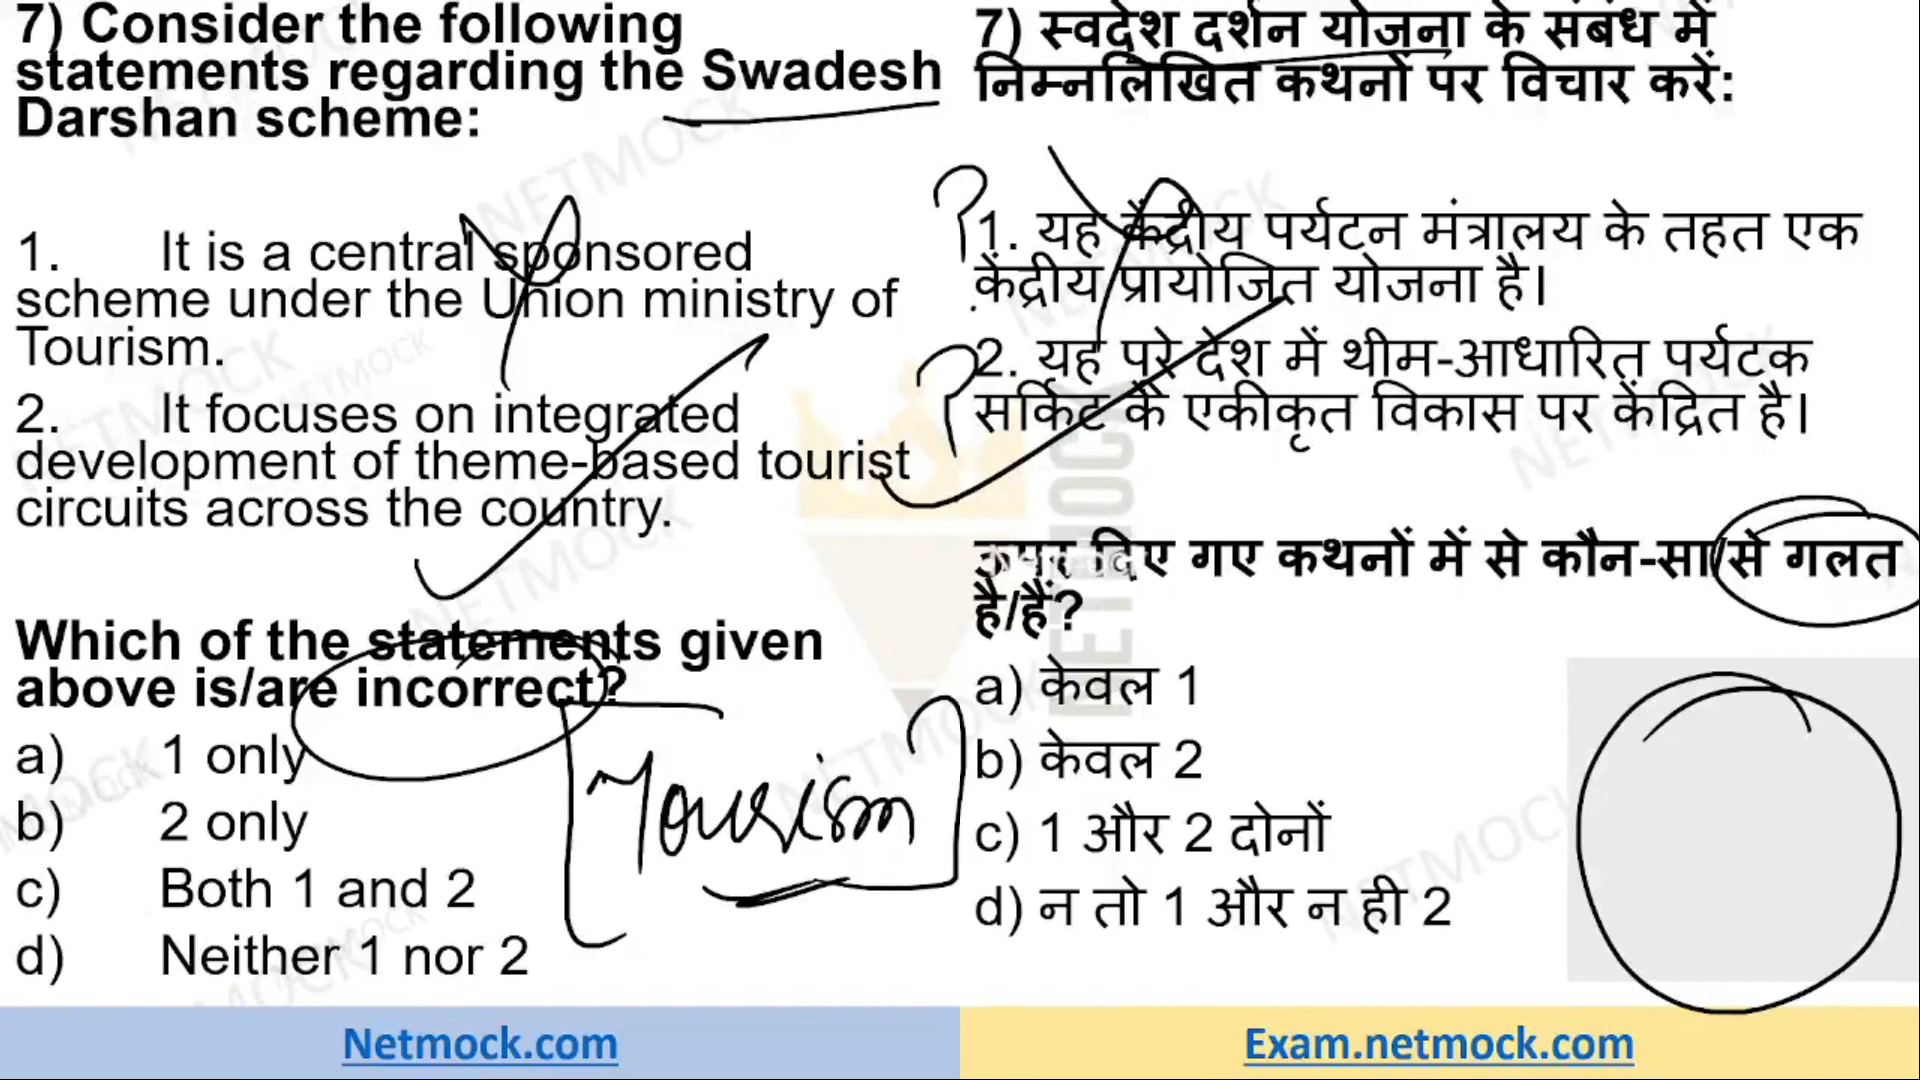 7) Consider the following
statements regarding the Swadesh
Darshan scheme:
1. It is a central sponsored
scheme under the Union ministry of
Tourism.
2. It focuses on integrated
development of theme-based tourist
circuits across the country.
Which of the statements given
above is/are incorrect?
a) 1 only
b) 2 only
c) Both 1 and 2
d) Neither 1 nor 2
Tourism
Netmock.com
7) स्वदेश दर्शन योजना के संबंध में
निम्नलिखित कथनों पर विचार करें:
1. यह केंद्रीय पर्यटन मंत्रालय के तहत एक
केंद्रीय प्रायोजित योजना है।
2. यह पूरे देश में थीम-आधारित पर्यटक
सर्किट के एकीकृत विकास पर केंद्रित है।
दिए गए कथनों में से कौन-सा/से गलत
है/हैं?
a) केवल 1
b) केवल 2
c) 1 और 2 दोनों
d) न तो 1 और न ही 2
Exam.netmock.com
NETMOCK